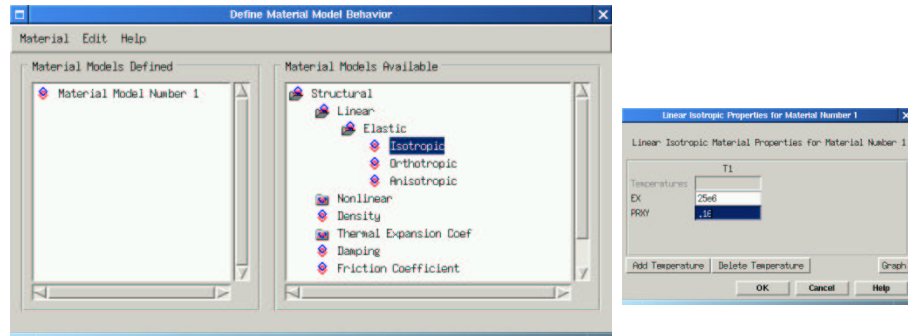 Define Material Model Behavior
Material Edit Help
Material Models Defined
Material Model Number 1
Material Models Available
Structural
Linear
Elastic
Isotropic
Orthotropic
Anisotropic
Nonlinear
Density
Thermal Expansion Coef
Damping
Friction Coefficient
Linear Isotropic Properties for Material Number 1
Linear Isotropic Material Properties for Material Number 1
T1
Temperatures
EX 25e6
PRXY .16
Add Temperature Delete Temperature Graph
OK Cancel Help